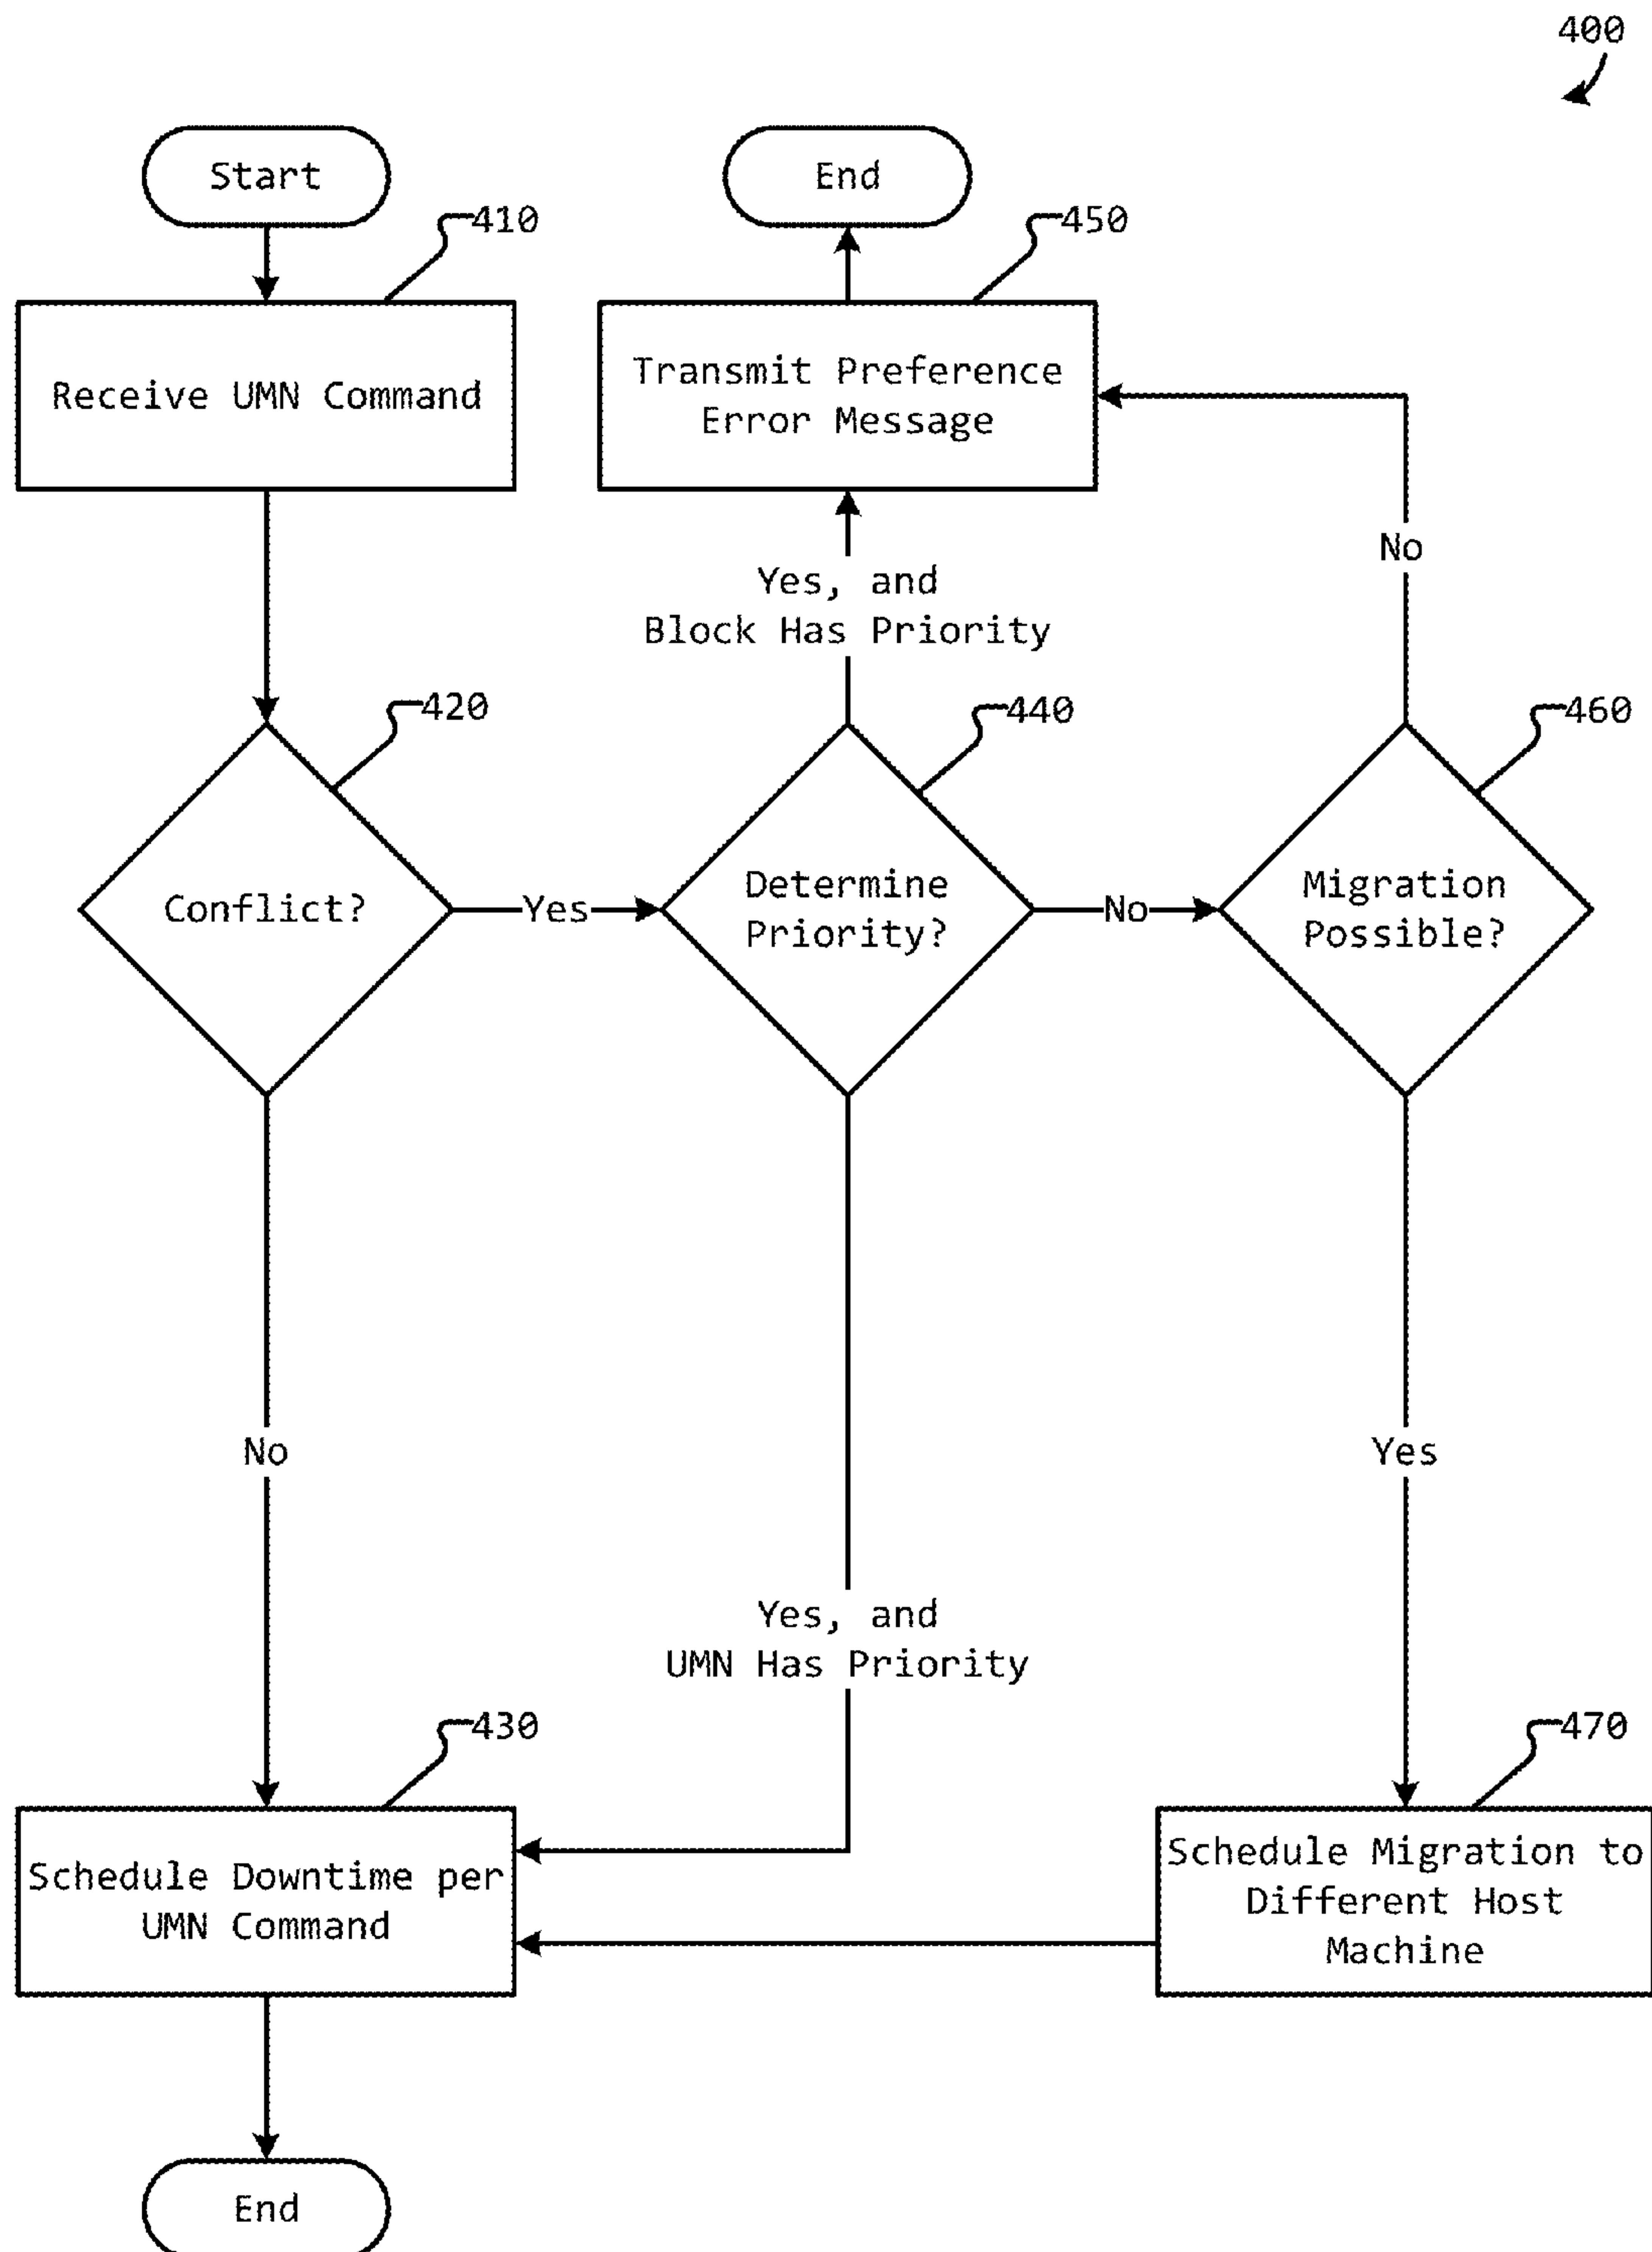 400
Start
End
410
450
Receive UMN Command
Transmit Preference
Error Message
No
Yes, and
Block Has Priority
420
440
460
Conflict?
Yes
Determine
Priority?
No
Migration
Possible?
No
Yes
Yes, and
UMN Has Priority
430
470
Schedule Downtime per
UMN Command
Schedule Migration to
Different Host
Machine
End